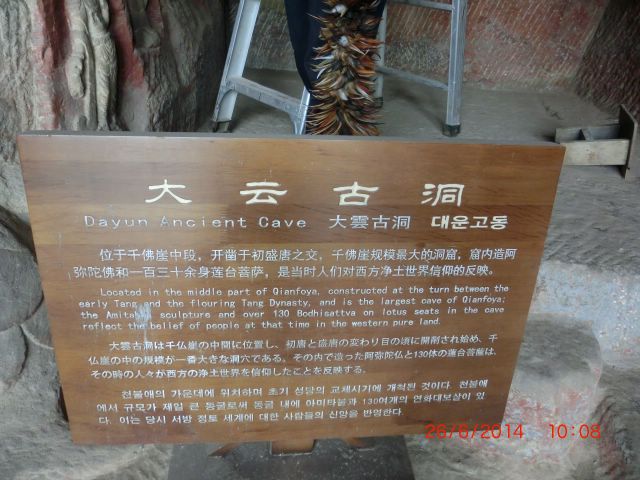 大云古洞
Dayun Ancient Cave 大雲古洞 대운고동
位于千佛崖中段，开凿于初盛唐之交，千佛崖规模最大的洞窟，窟内造阿
弥陀佛和一百三十余身莲台菩萨，是当时人们对西方净土世界信仰的反映。
Located in the middle part of Qianfoya, constructed at the turn between the
early Tang and the flouring Tang Dynasty, and is the largest cave of Qianfoya;
the Amitabha sculpture and over 130 Bodhisattva on lotus seats in the cave
reflect the belief of people at that time in the western pure land.
大雲古洞は千仏崖の中間に位置し、初唐と盛唐の変わり目の頃に開削され始め、千
仏崖の中の規模が一番大きな洞穴である。その内で造った阿弥陀仏と130体の蓮台菩薩は、
その時の人々が西方の浄土世界を信仰したことを反映する。
천불애의 가운데에 위치하며 초기 성당의 교체시기에 개척된 것이다. 천불애
에서 규모가 제일 큰 동굴로써 동굴 내에 아미타불과 130여개의 연화대보살이 있
다. 이는 당시 서방 정토 세계에 대한 사람들의 신앙을 반영한다.
26/6/2014 10:08